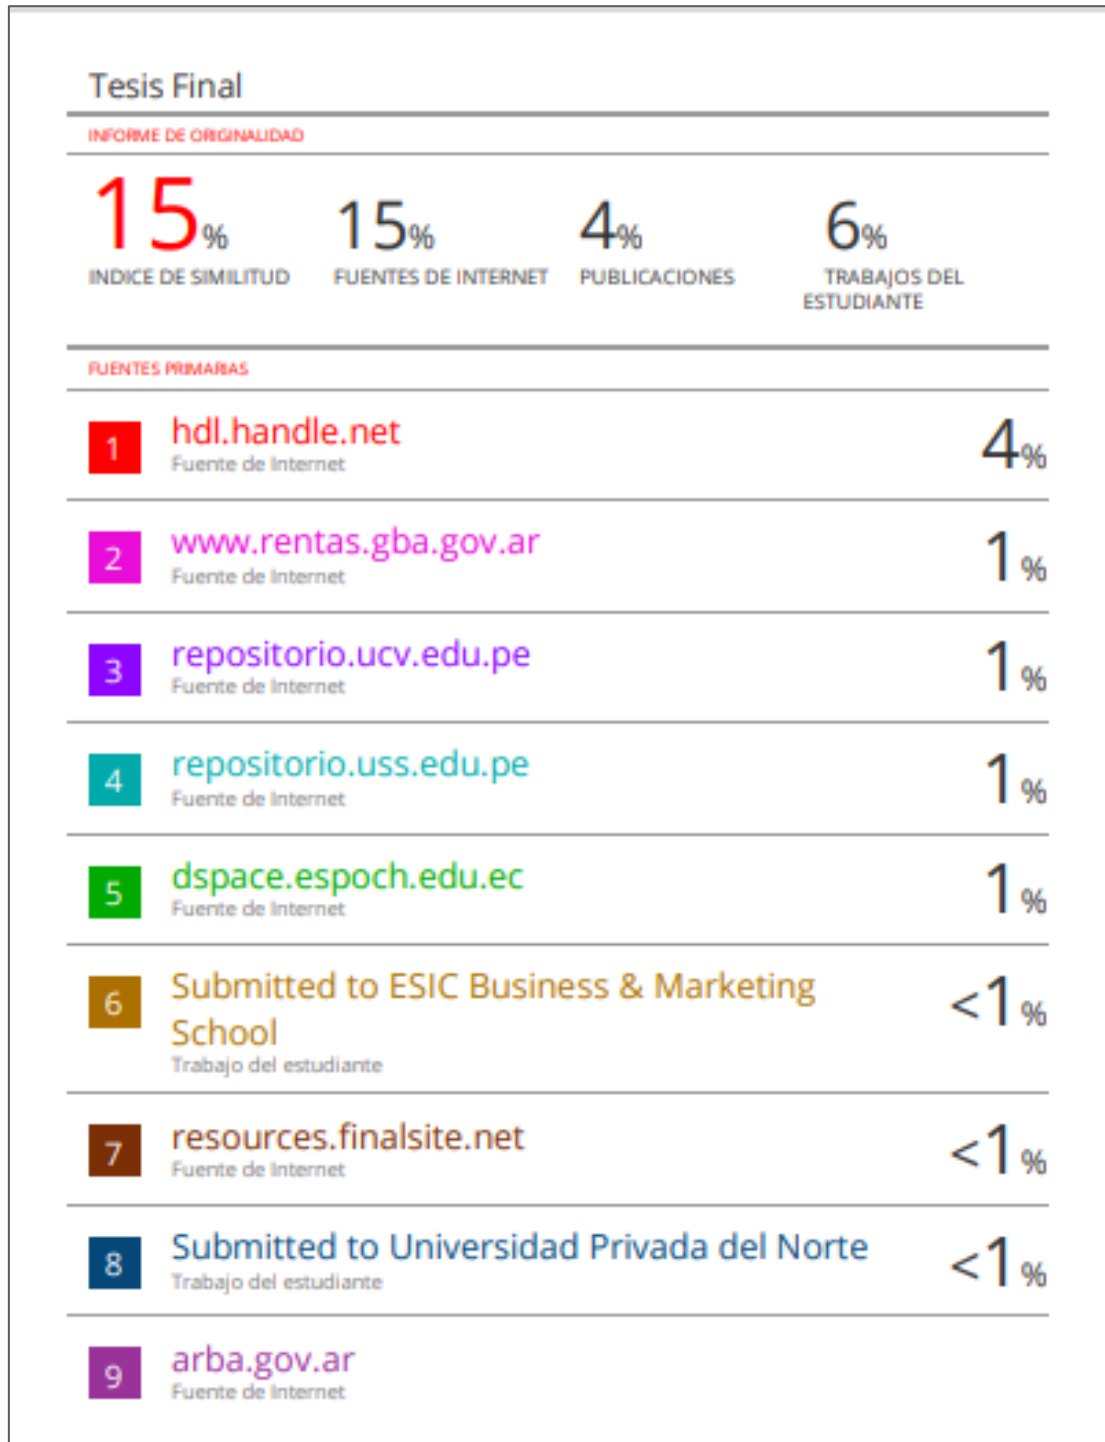 Tesis Final
INFORME DE ORIGINALIDAD
15% 15% 4% 6%
INDICE DE SIMILITUD FUENTES DE INTERNET PUBLICACIONES TRABAJOS DEL
ESTUDIANTE
FUENTES PRIMARIAS
1 hdl.handle.net 4%
Fuente de Internet
2 www.rentas.gba.gov.ar 1%
Fuente de Internet
3 repositorio.ucv.edu.pe 1%
Fuente de Internet
4 repositorio.uss.edu.pe 1%
Fuente de Internet
5 dspace.espoch.edu.ec 1%
Fuente de Internet
6 Submitted to ESIC Business & Marketing <1%
School
Trabajo del estudiante
7 resources.finalsite.net <1%
Fuente de Internet
8 Submitted to Universidad Privada del Norte <1%
Trabajo del estudiante
9 arba.gov.ar
Fuente de Internet